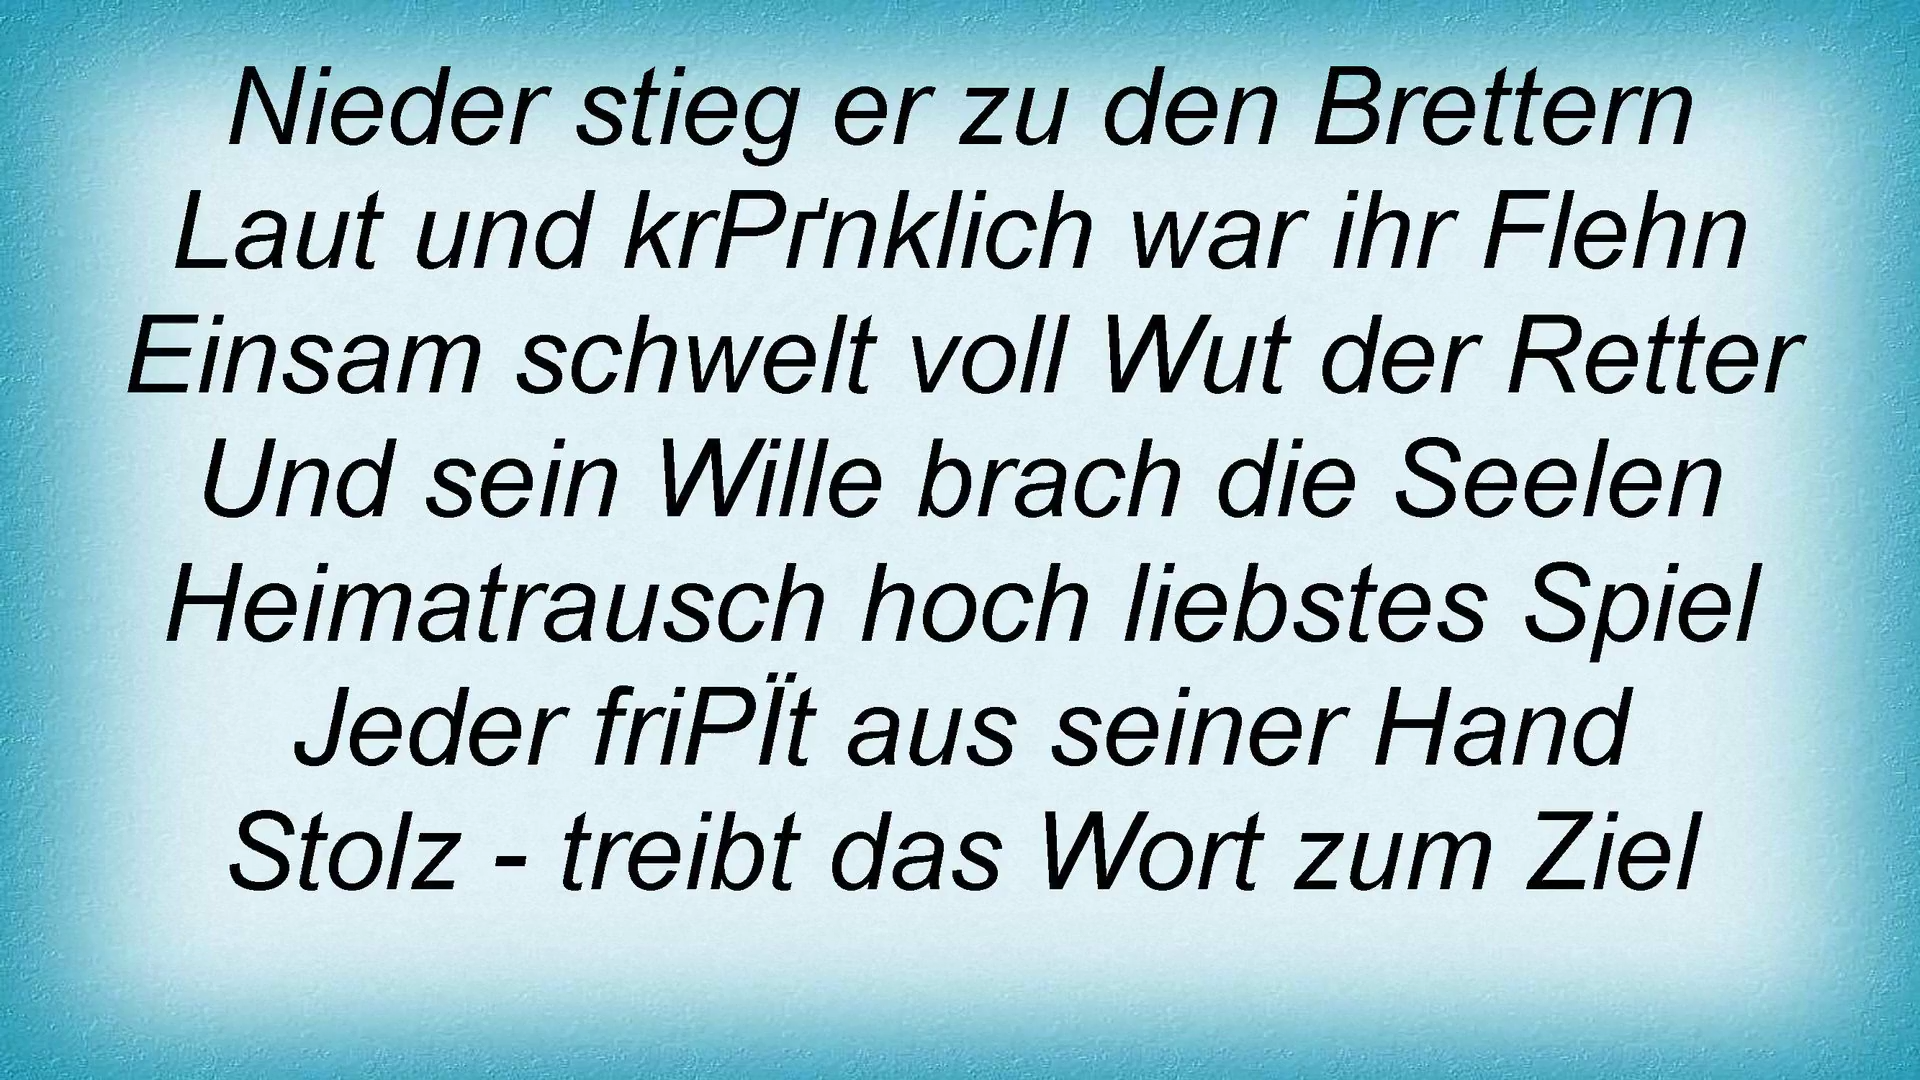 Nieder stieg er zu den Brettern
Laut und krPґnklich war ihr Flehn
Einsam schwelt voll Wut der Retter
Und sein Wille brach die Seelen
Heimatrausch hoch liebstes Spiel
Jeder friPЇt aus seiner Hand
Stolz - treibt das Wort zum Ziel